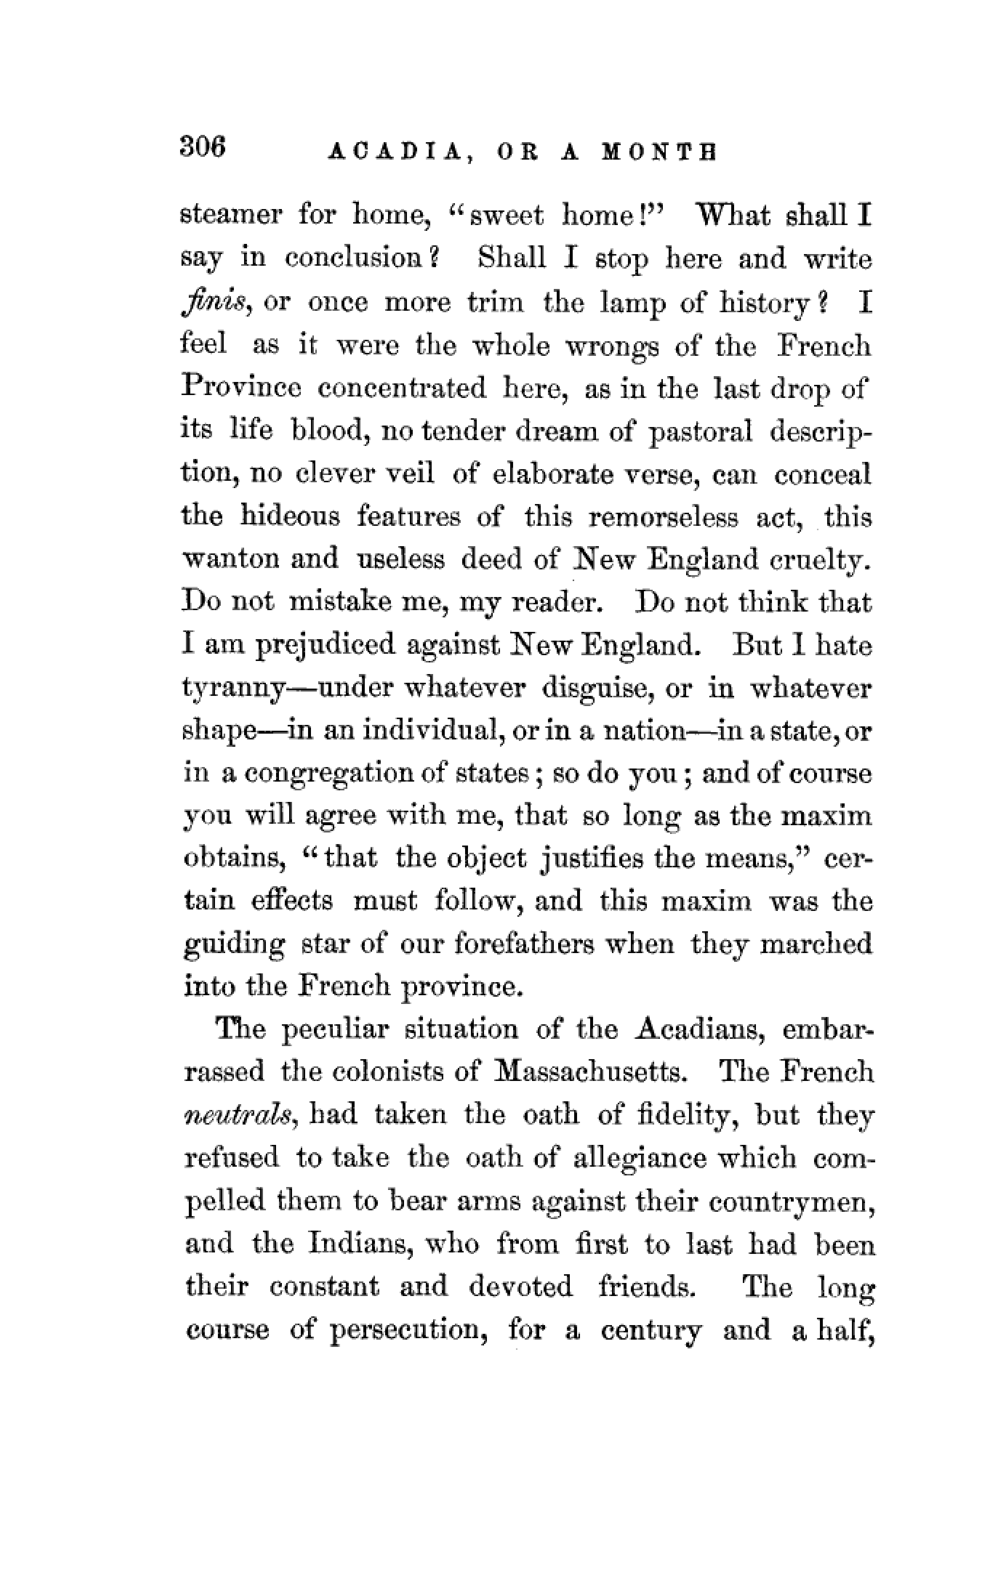 306 ACADIA, OR A MONTH
steamer for home, “sweet home!” What shall I
say in conclusion? Shall I stop here and write
finis, or once more trim the lamp of history? I
feel as it were the whole wrongs of the French
Province concentrated here, as in the last drop of
its life blood, no tender dream of pastoral descrip-
tion, no clever veil of elaborate verse, can conceal
the hideous features of this remorseless act, this
wanton and useless deed of New England cruelty.
Do not mistake me, my reader. Do not think that
I am prejudiced against New England. But I hate
tyranny—under whatever disguise, or in whatever
shape—in an individual, or in a nation—in a state, or
in a congregation of states; so do you; and of course
you will agree with me, that so long as the maxim
obtains, “that the object justifies the means,” cer-
tain effects must follow, and this maxim was the
guiding star of our forefathers when they marched
into the French province.
The peculiar situation of the Acadians, embar-
rassed the colonists of Massachusetts. The French
neutrals, had taken the oath of fidelity, but they
refused to take the oath of allegiance which com-
pelled them to bear arms against their countrymen,
and the Indians, who from first to last had been
their constant and devoted friends. The long
course of persecution, for a century and a half,